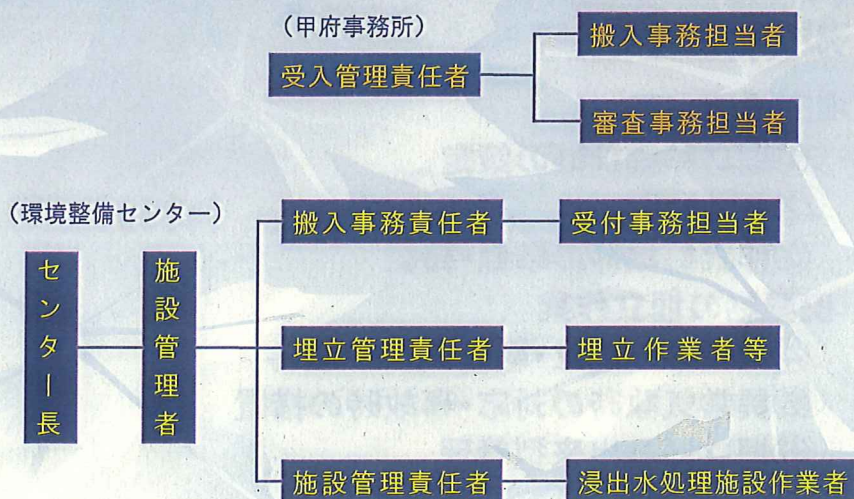 (甲府事務所)
受入管理責任者
搬入事務担当者
審査事務担当者
(環境整備センター)
センター長
施設管理者
搬入事務責任者
受付事務担当者
埋立管理責任者
埋立作業者等
施設管理責任者
浸出水処理施設作業者